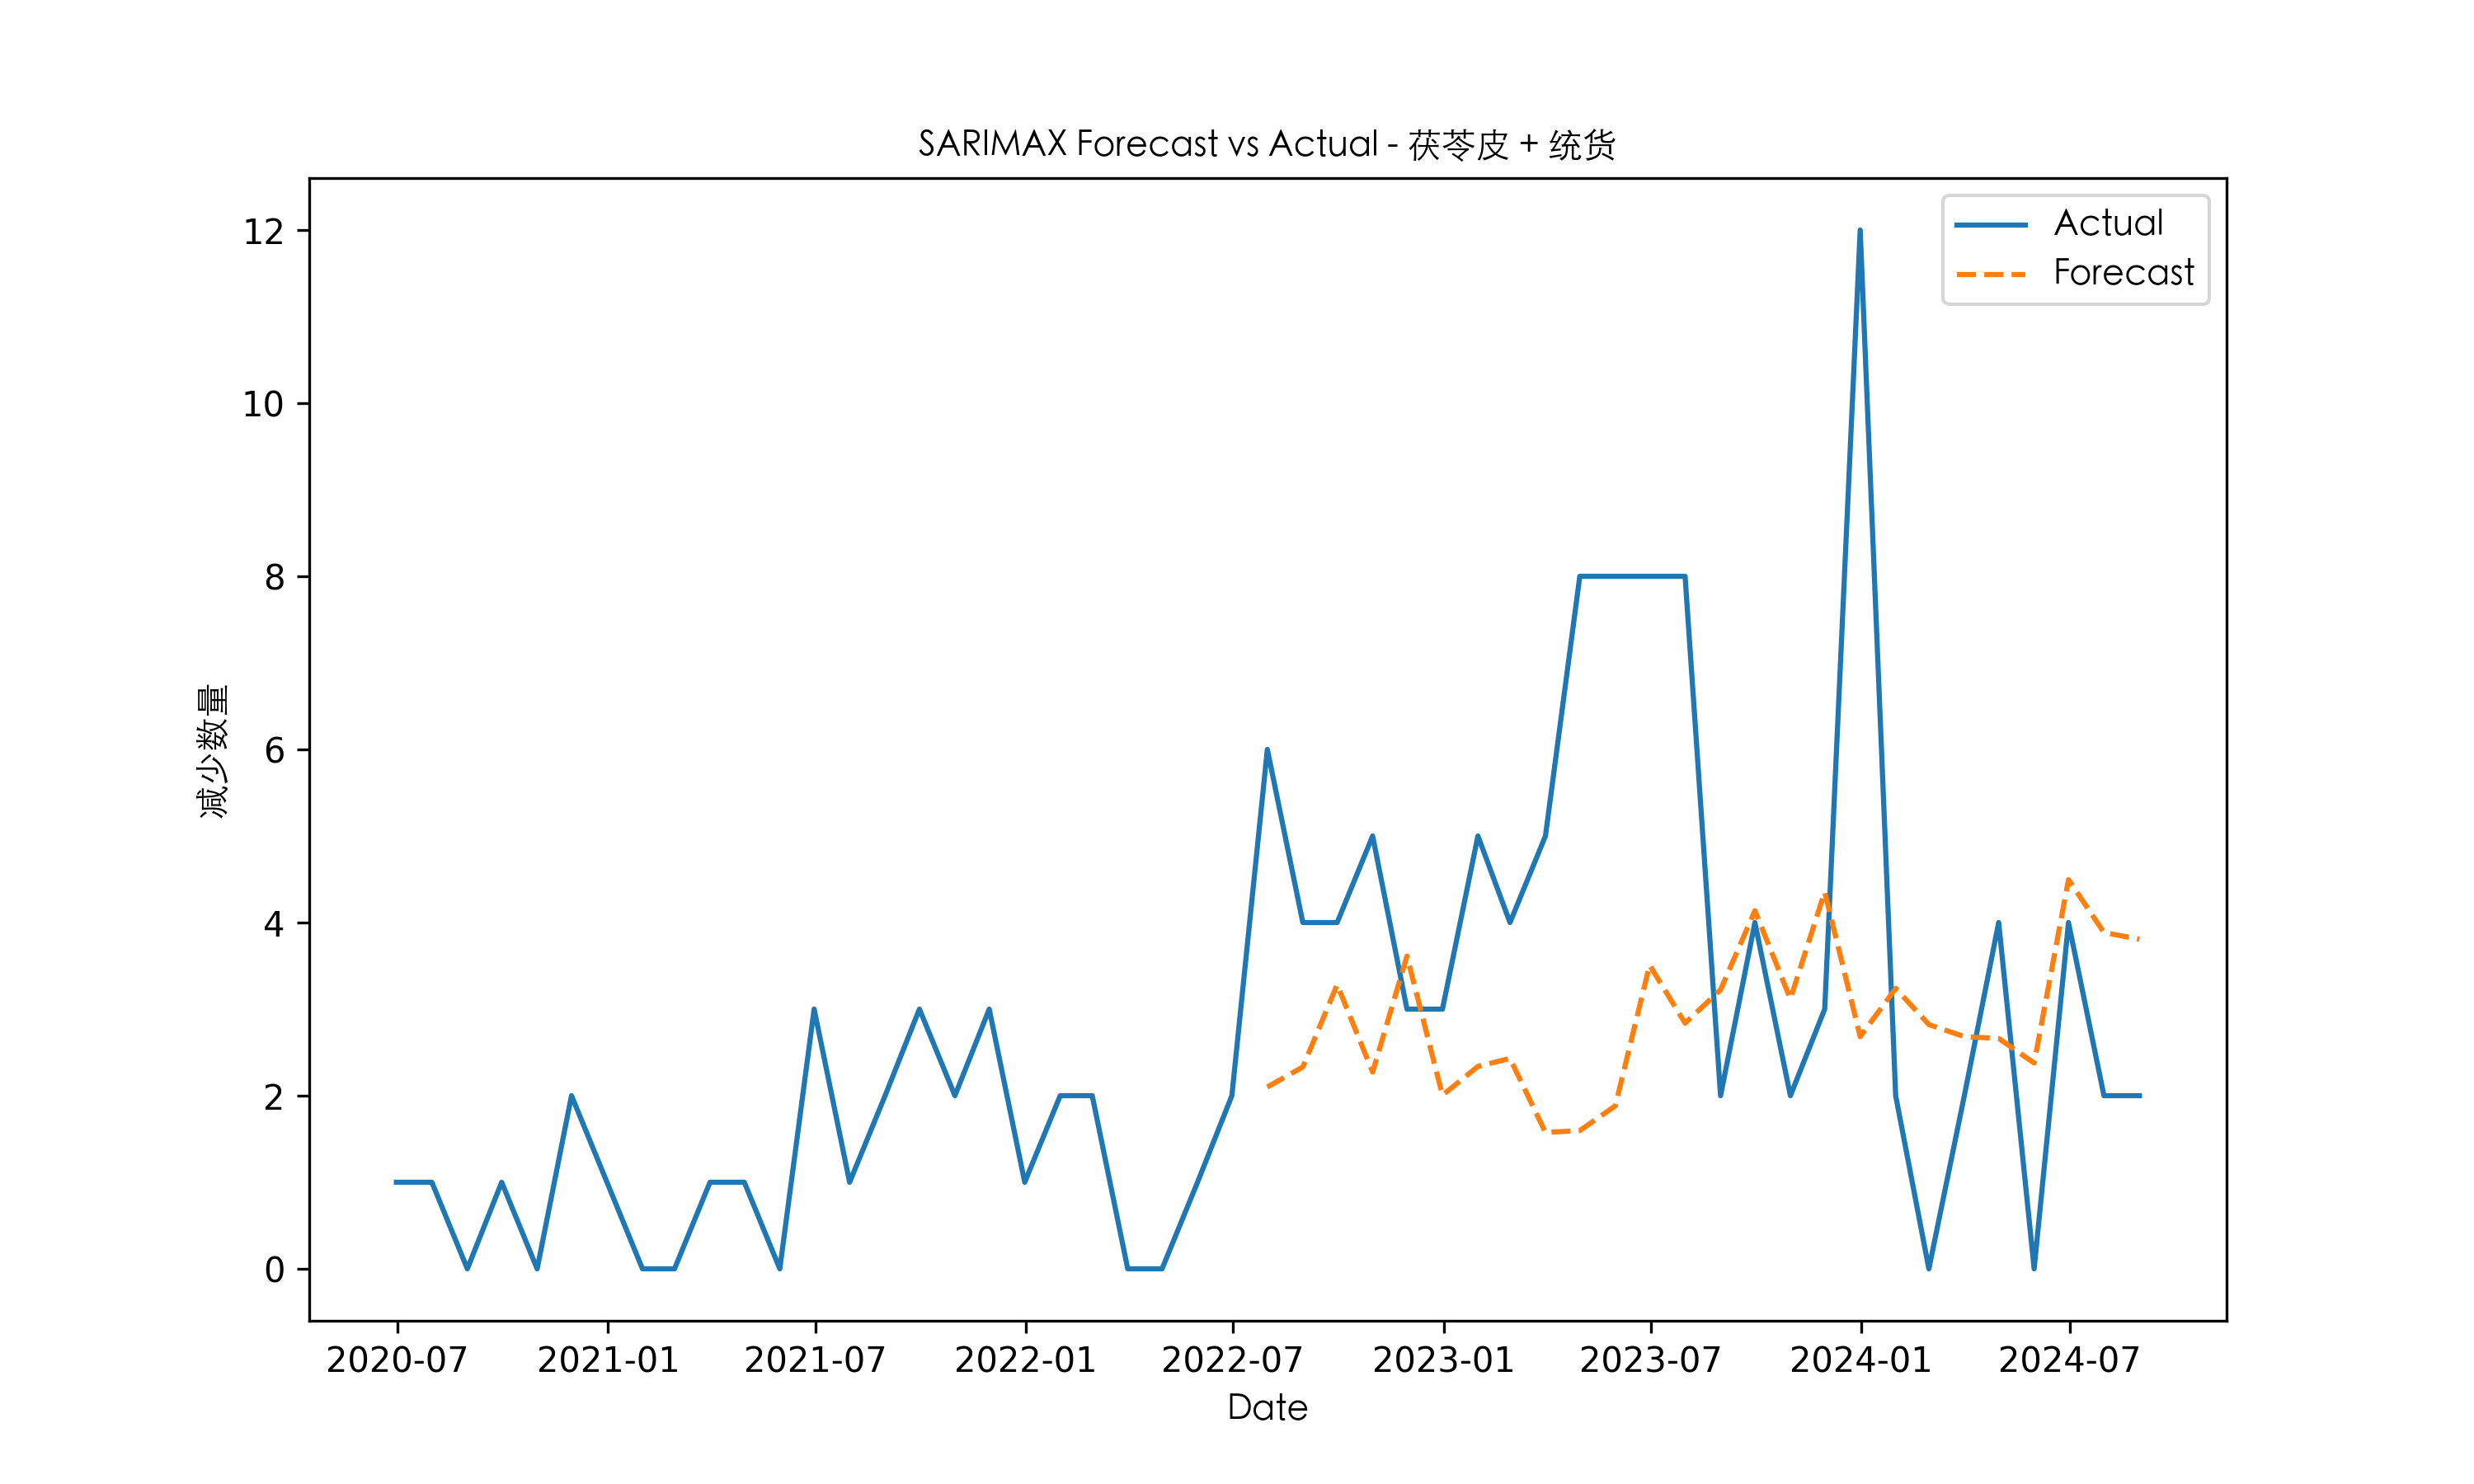 SARIMAX Forecast vs Actual - 茯苓皮 + 统货
Actual
Forecast
减少数量
12
10
8
6
4
2
0
2020-07 2021-01 2021-07 2022-01 2022-07 2023-01 2023-07 2024-01 2024-07
Date